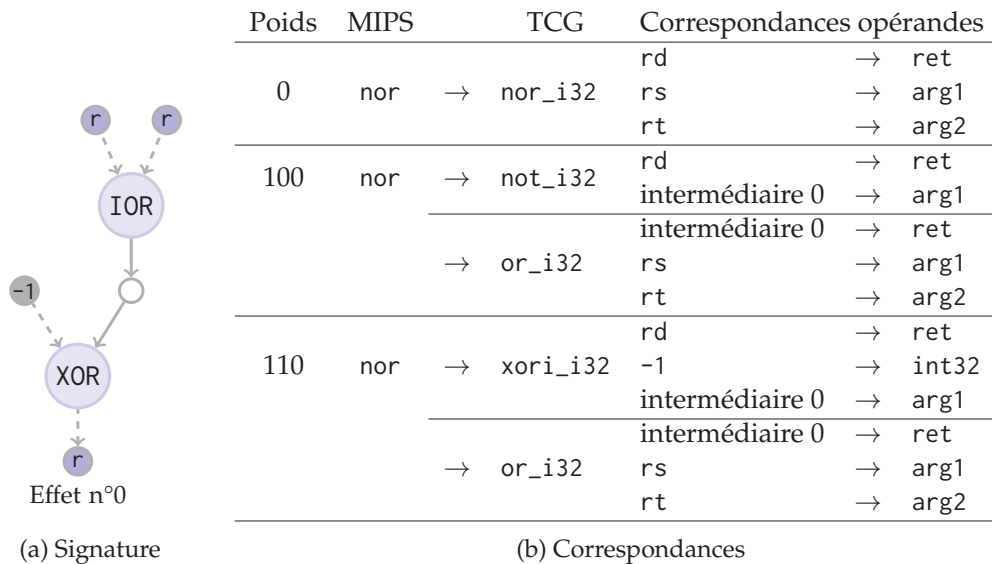 r r
IOR
-1
XOR
r
Effet n°0
(a) Signature
Poids MIPS TCG Correspondances opérandes
rd → ret
0 nor → nor_i32 rs → arg1
rt → arg2
rd → ret
100 nor → not_i32
intermédiaire 0 → arg1
intermédiaire 0 → ret
→ or_i32 rs → arg1
rt → arg2
rd → ret
110 nor → xori_i32 -1 → int32
intermédiaire 0 → arg1
intermédiaire 0 → ret
→ or_i32 rs → arg1
rt → arg2
(b) Correspondances